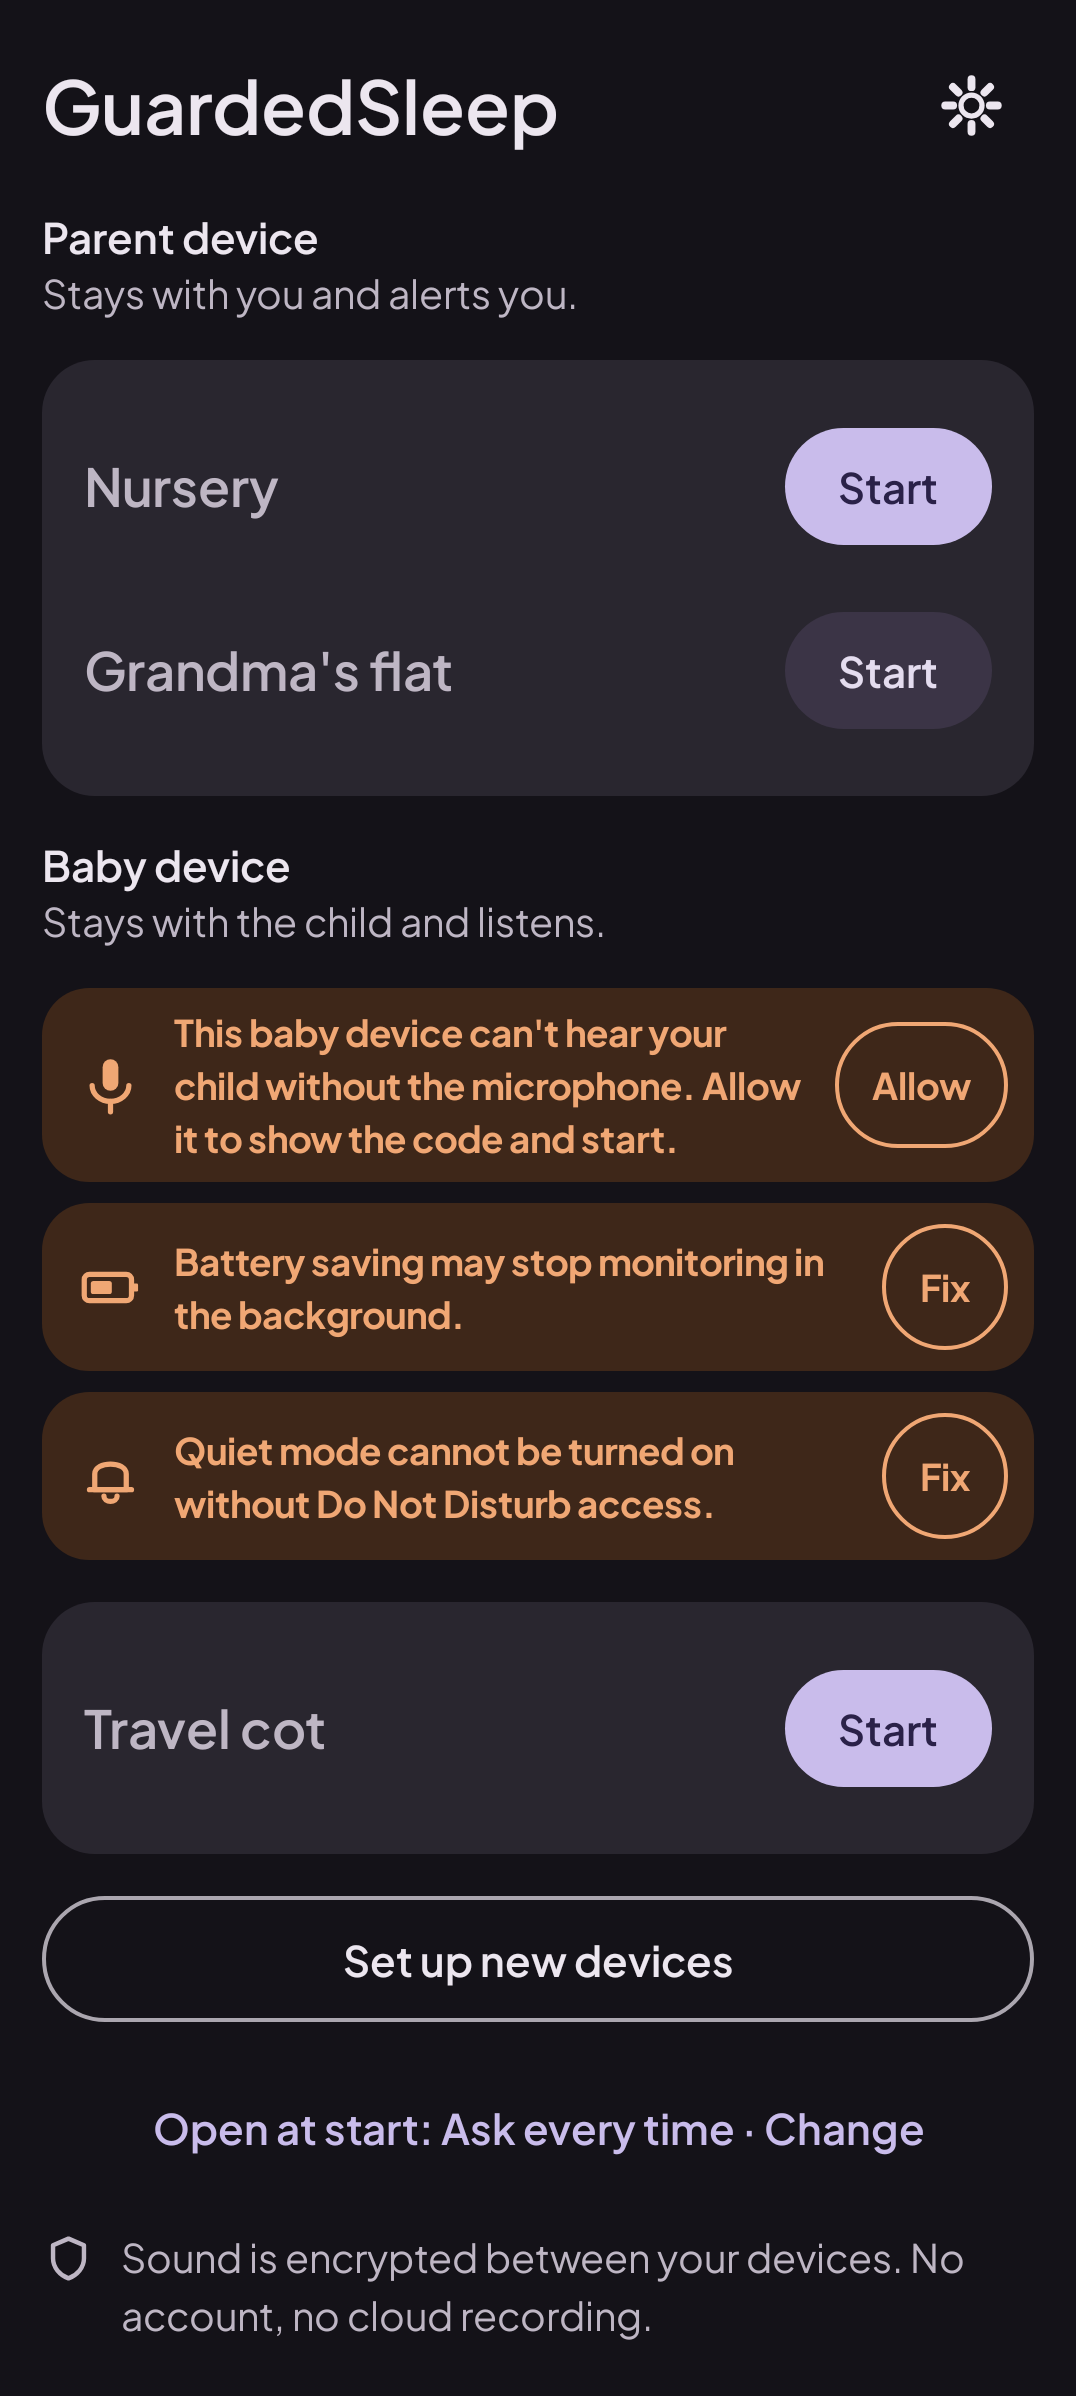 GuardedSleep
Parent device
Stays with you and alerts you.
Nursery
Start
Grandma's flat
Start
Baby device
Stays with the child and listens.
This baby device can't hear your
child without the microphone. Allow
it to show the code and start.
Allow
Battery saving may stop monitoring in
the background.
Fix
Quiet mode cannot be turned on
without Do Not Disturb access.
Fix
Travel cot
Start
Set up new devices
Open at start: Ask every time · Change
Sound is encrypted between your devices. No
account, no cloud recording.